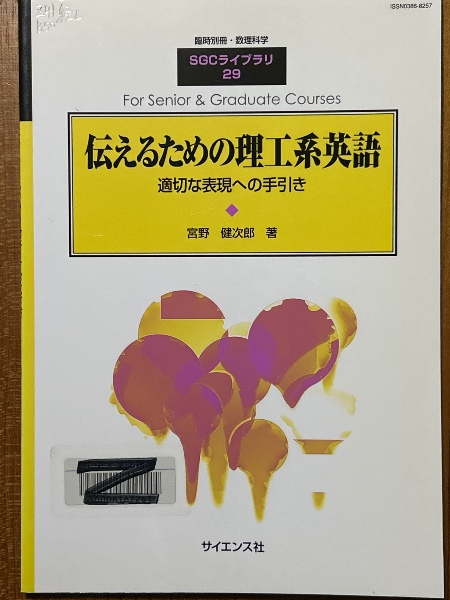 ISSN0386-8257
臨時別冊・数理科学
SGCライブラリ
29
For Senior & Graduate Courses
伝えるための理工系英語
適切な表現への手引き
宮野 健次郎 著
サイエンス社